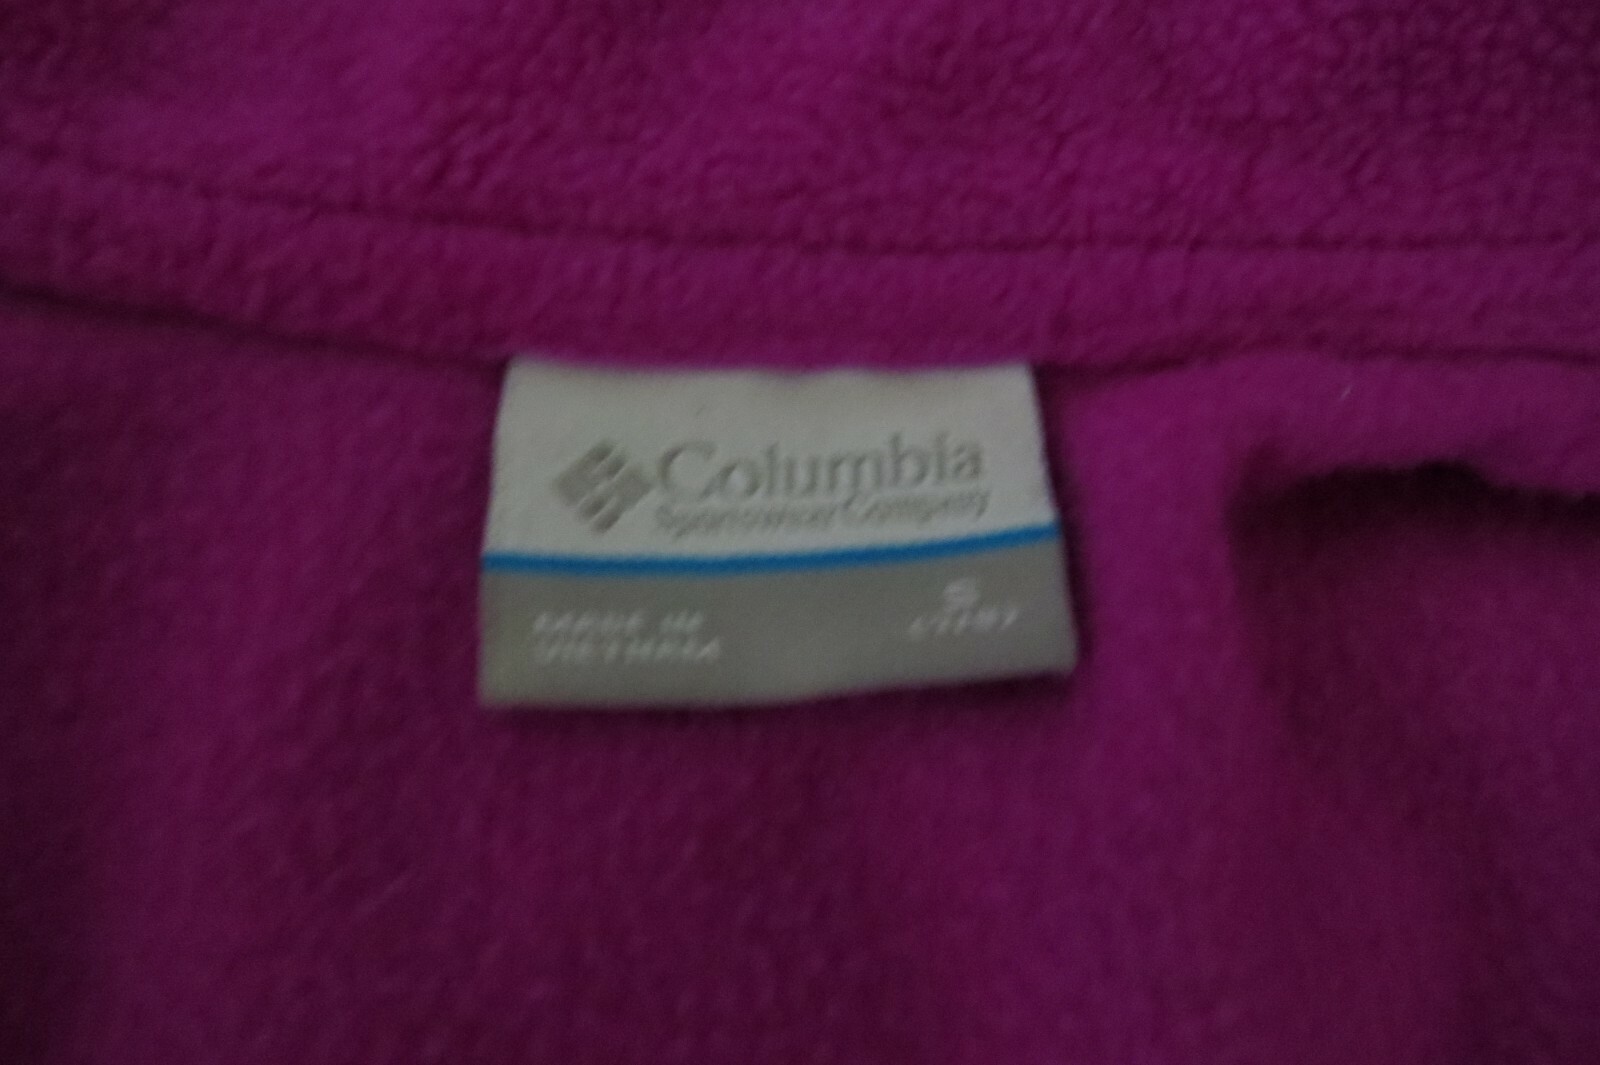 Columbia
Sportswear Company
S
MADE IN
VIETNAM